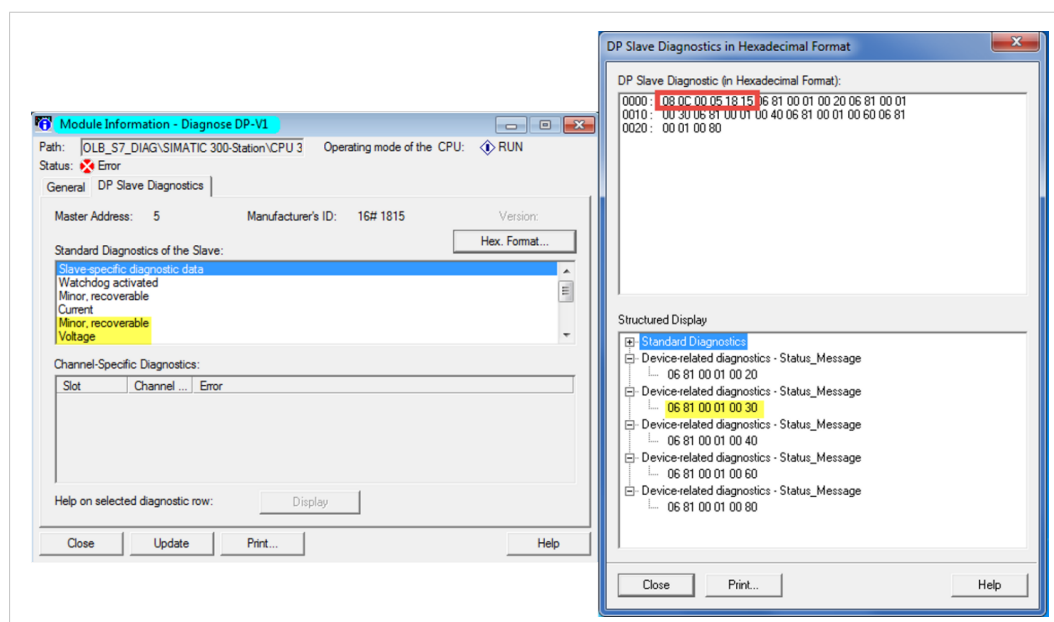 Module Information - Diagnose DP-V1
Path: OLB_S7_DIAG\SIMATIC 300-Station\CPU 3 Operating mode of the CPU: RUN
Status: Error
General DP Slave Diagnostics
Master Address: 5 Manufacturer's ID: 16# 1815 Version:
Hex. Format...
Standard Diagnostics of the Slave:
Slave-specific diagnostic data
Watchdog activated
Minor, recoverable
Current
Minor, recoverable
Voltage
Channel-Specific Diagnostics:
Slot Channel ... Error
Help on selected diagnostic row: Display
Close Update Print... Help
DP Slave Diagnostics in Hexadecimal Format
DP Slave Diagnostic (in Hexadecimal Format):
0000 : 08 0C 00 05 18 15 06 81 00 01 00 20 06 81 00 01
0010 : 00 30 06 81 00 01 00 40 06 81 00 01 00 60 06 81
0020 : 00 01 00 80
Structured Display
Standard Diagnostics
Device-related diagnostics - Status_Message
06 81 00 01 00 20
Device-related diagnostics - Status_Message
06 81 00 01 00 30
Device-related diagnostics - Status_Message
06 81 00 01 00 40
Device-related diagnostics - Status_Message
06 81 00 01 00 60
Device-related diagnostics - Status_Message
06 81 00 01 00 80
Close Print... Help